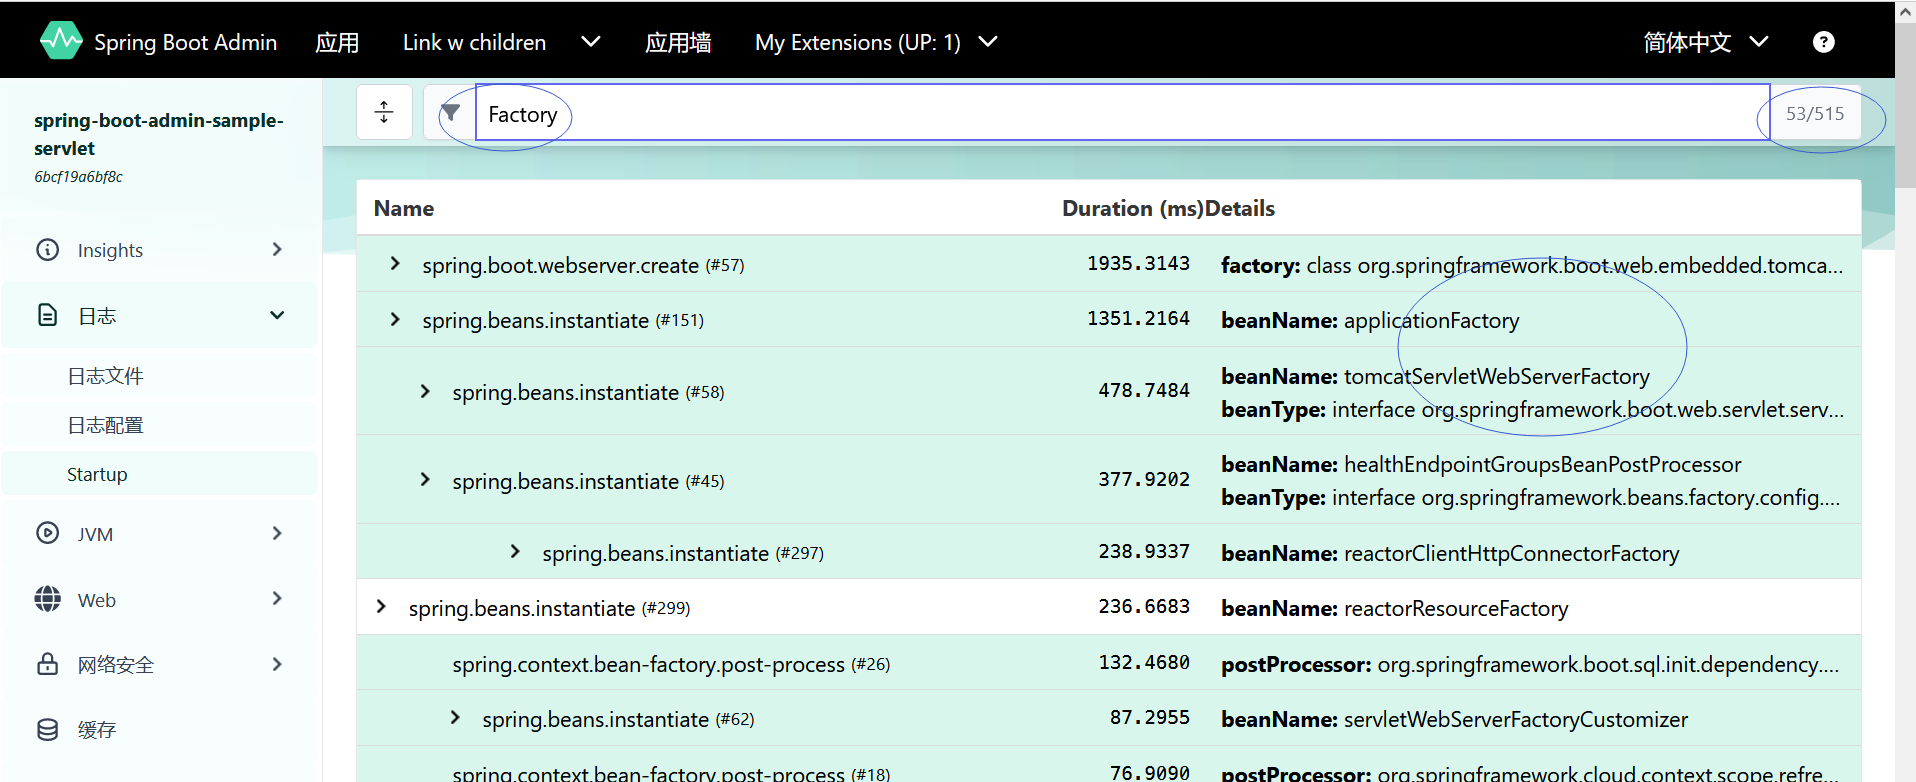 Spring Boot Admin 应用 Link w children 应用墙 My Extensions (UP: 1) 简体中文 ?
spring-boot-admin-sample-
servlet
6bcf19a6bf8c
Insights
日志
日志文件
日志配置
Startup
JVM
Web
网络安全
缓存
Factory 53/515
Name Duration (ms) Details
spring.boot.webserver.create (#57) 1935.3143 factory: class org.springframework.boot.web.embedded.tomca...
spring.beans.instantiate (#151) 1351.2164 beanName: applicationFactory
spring.beans.instantiate (#58) 478.7484 beanName: tomcatServletWebServerFactory
beanType: interface org.springframework.boot.web.servlet.serv...
spring.beans.instantiate (#45) 377.9202 beanName: healthEndpointGroupsBeanPostProcessor
beanType: interface org.springframework.beans.factory.config....
spring.beans.instantiate (#297) 238.9337 beanName: reactorClientHttpConnectorFactory
spring.beans.instantiate (#299) 236.6683 beanName: reactorResourceFactory
spring.context.bean-factory.post-process (#26) 132.4680 postProcessor: org.springframework.boot.sql.init.dependency....
spring.beans.instantiate (#62) 87.2955 beanName: servletWebServerFactoryCustomizer
spring.context.bean-factory.post-process (#18) 76.9090 postProcessor: org.springframework.cloud.context.scope.refre...